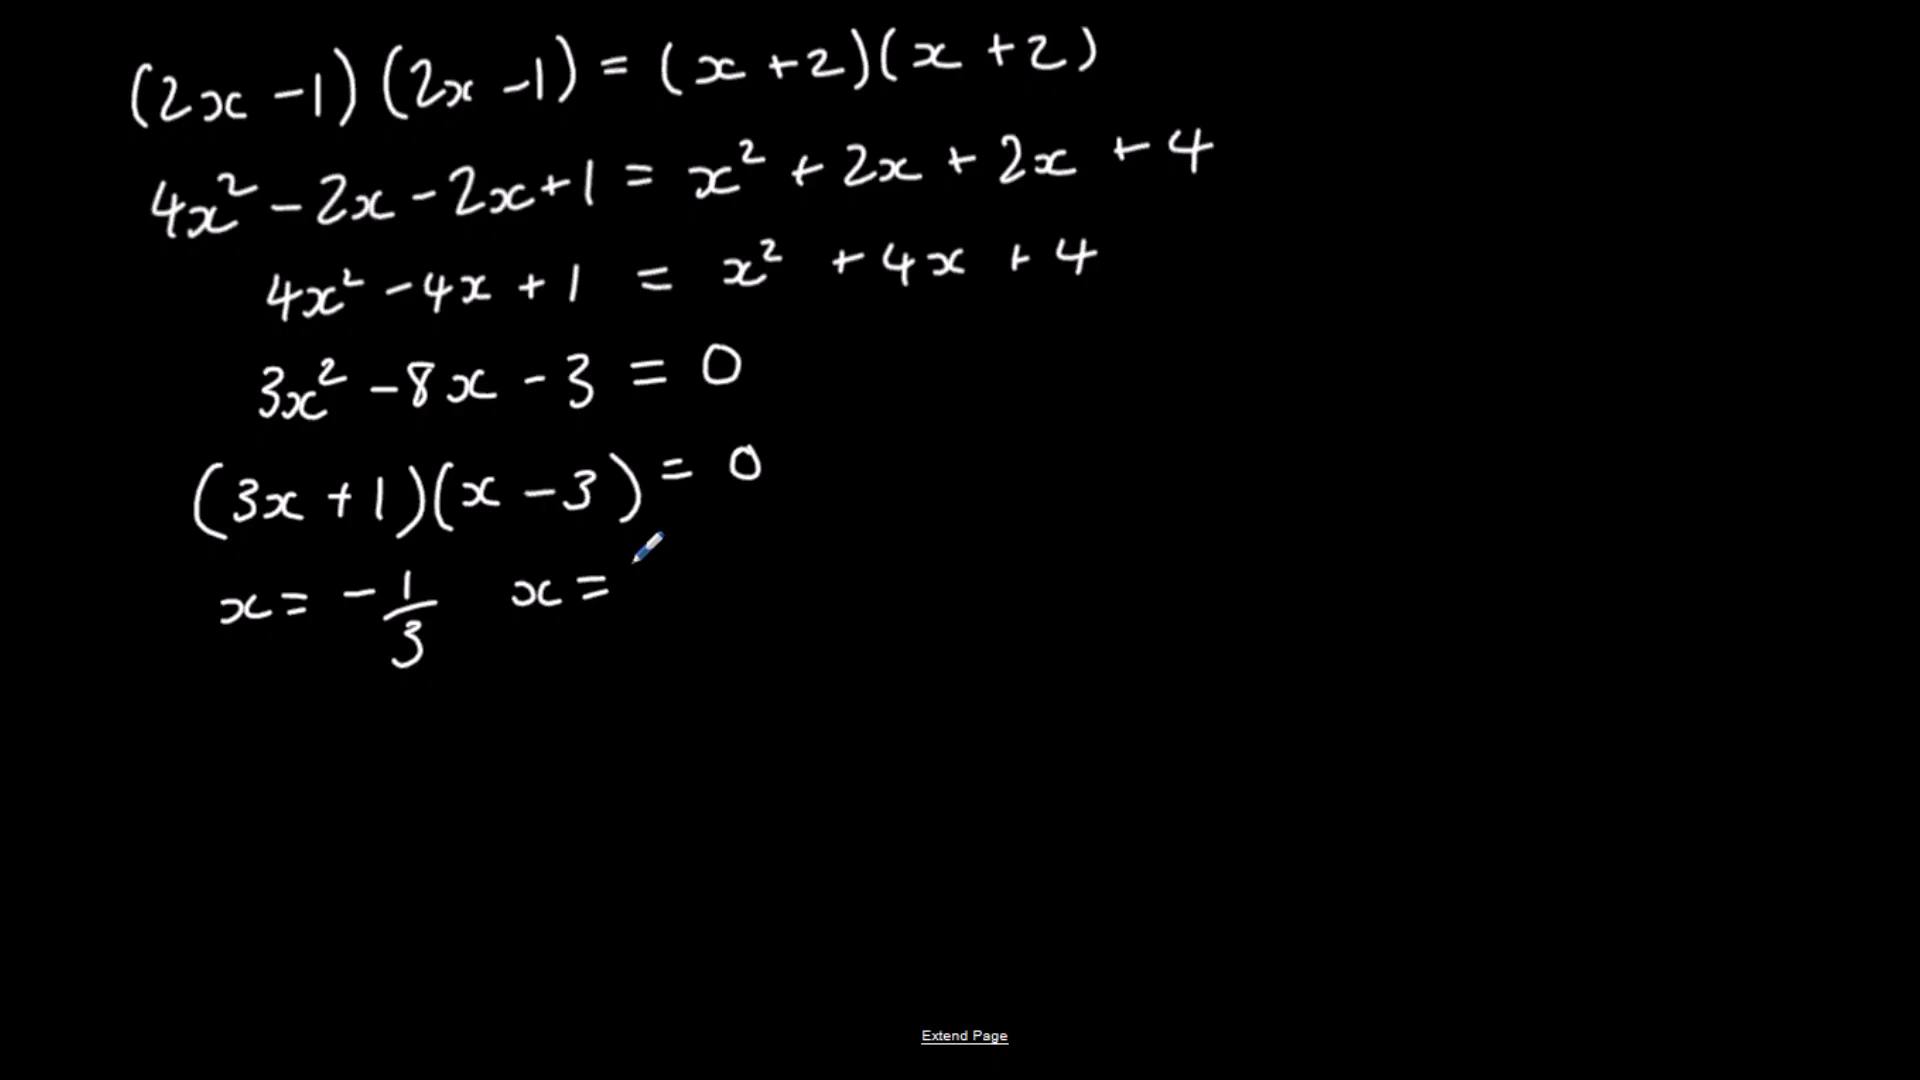 (2x - 1)(2x - 1) = (x + 2)(x + 2)
4x² - 2x - 2x + 1 = x² + 2x + 2x + 4
4x² - 4x + 1 = x² + 4x + 4
3x² - 8x - 3 = 0
(3x + 1)(x - 3) = 0
x = - 1/3 x =
Extend Page